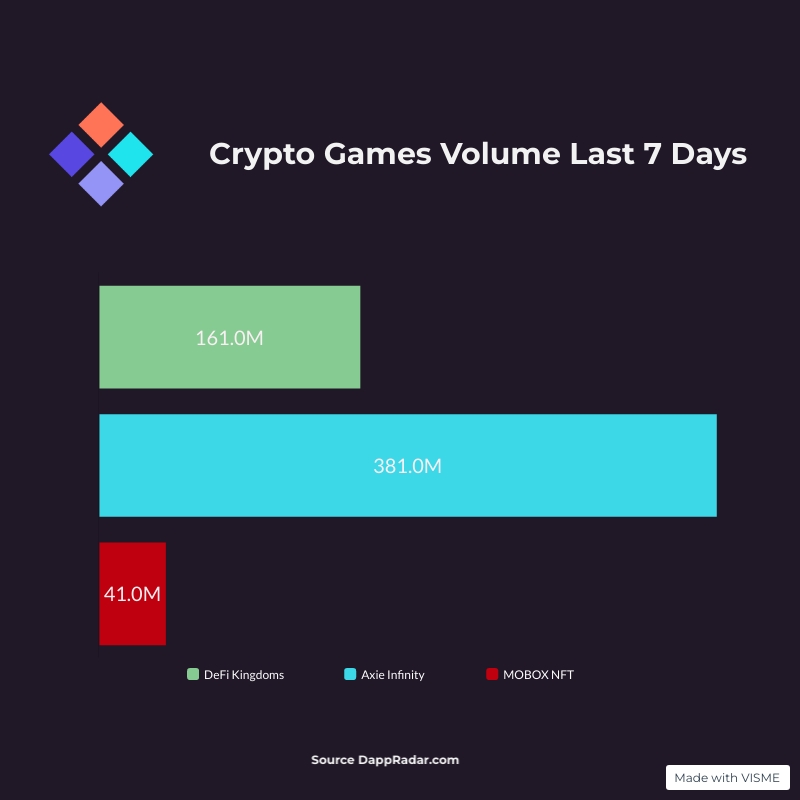 Crypto Games Volume Last 7 Days
161.0M
381.0M
41.0M
DeFi Kingdoms Axie Infinity MOBOX NFT
Source DappRadar.com
Made with VISME